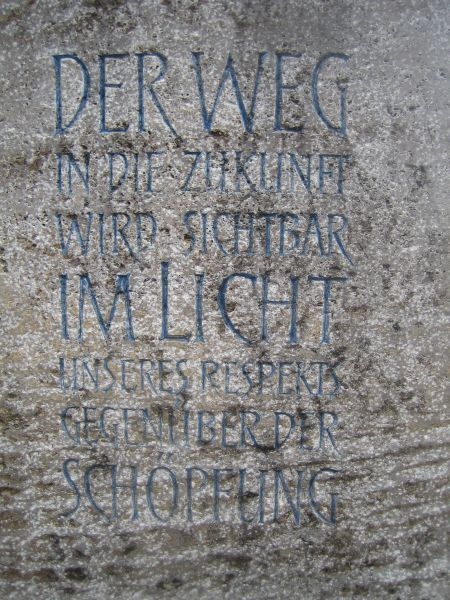 DER WEG
IN DIE ZUKUNFT
WIRD SICHTBAR
IM LICHT
UNSERES RESPEKTS
GEGENÜBER DER
SCHÖPFUNG